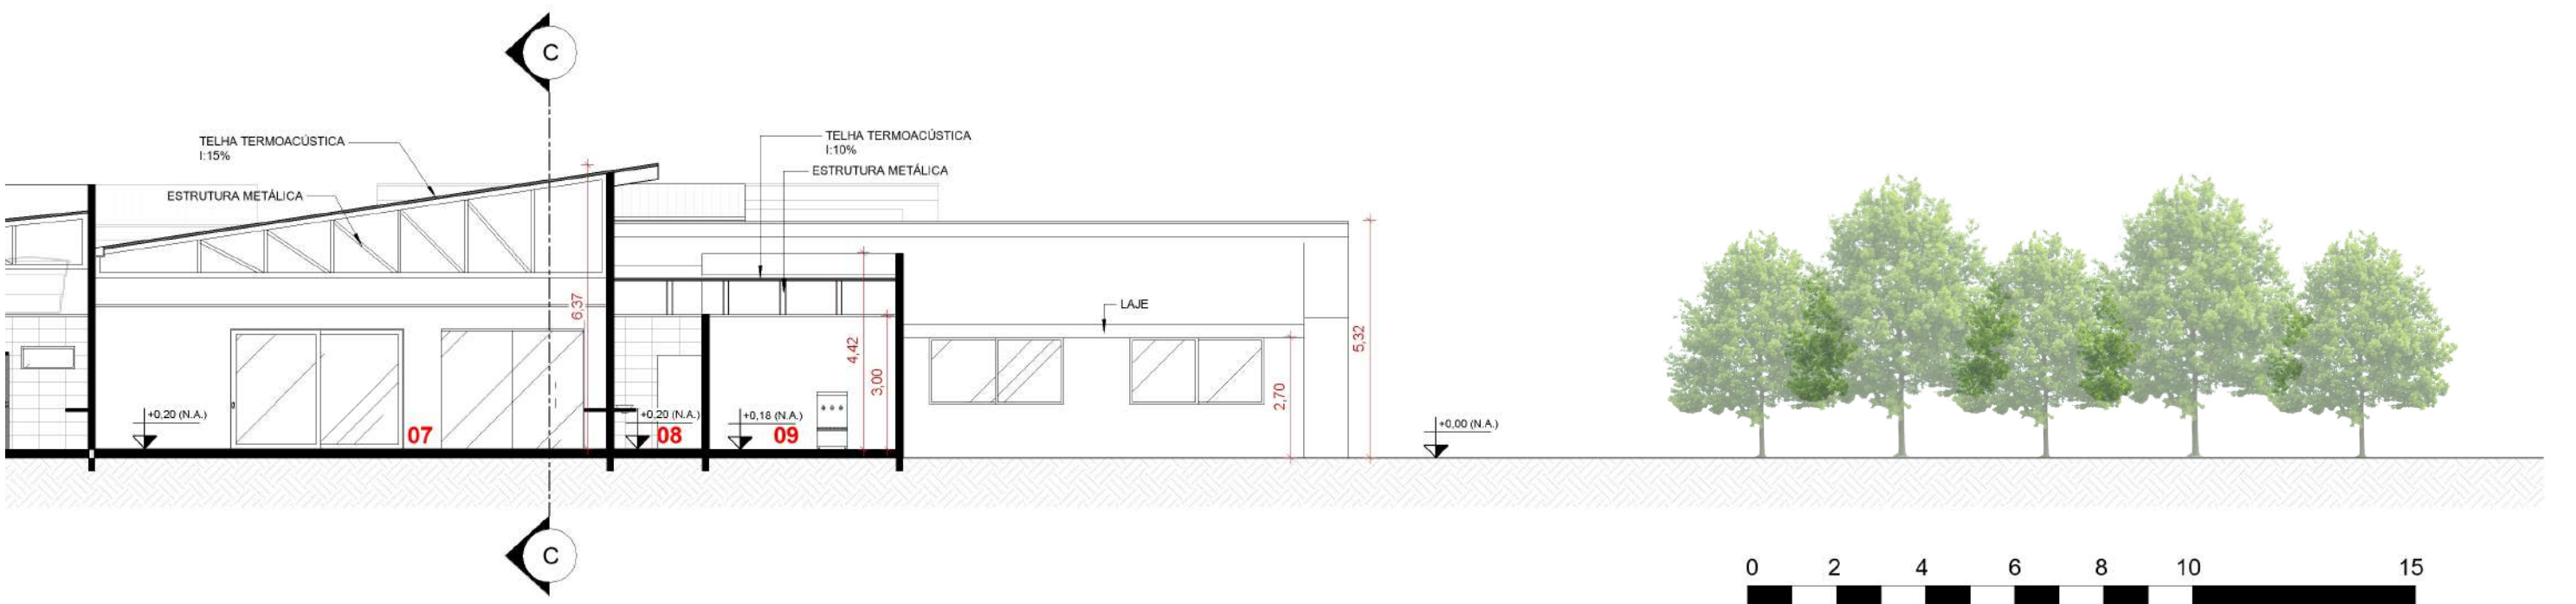 C
TELHA TERMOACÚSTICA
I:15%
ESTRUTURA METÁLICA
TELHA TERMOACÚSTICA
I:10%
ESTRUTURA METÁLICA
6,37
LAJE
4,42
3,00
2,70
5,32
+0,20 (N.A.)
07
+0,20 (N.A.)
08
+0,18 (N.A.)
09
+0,00 (N.A.)
C
0 2 4 6 8 10 15